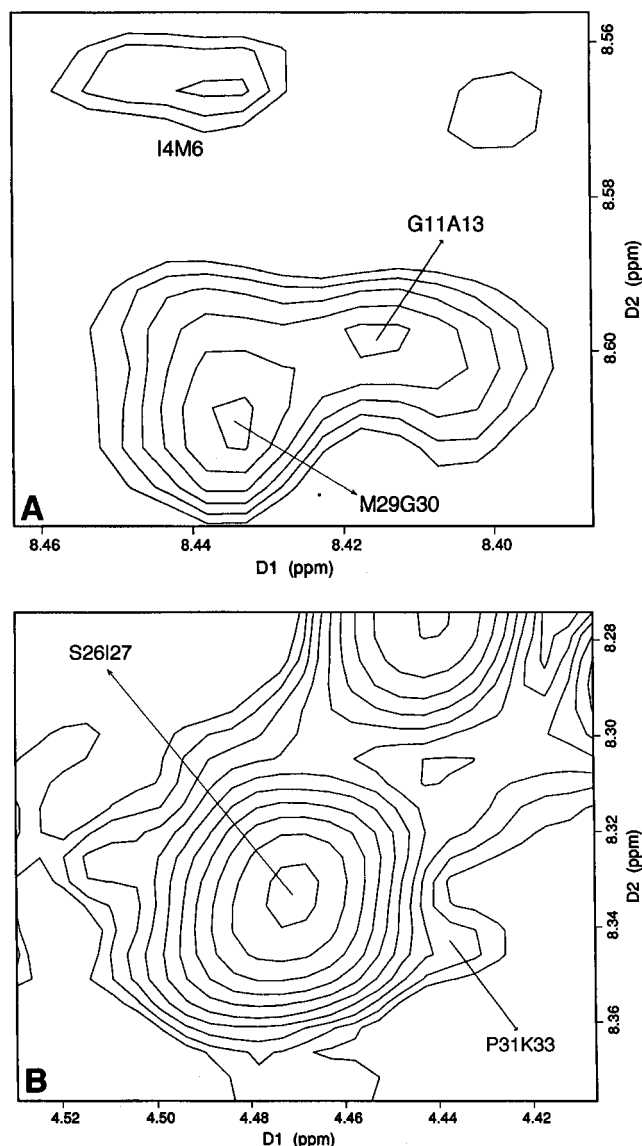 8.56
I4M6
8.58
G11A13
D2 (ppm)
8.60
M29G30
A
8.46
8.44
8.42
8.40
D1 (ppm)
8.28
S26I27
8.30
8.32
D2 (ppm)
8.34
8.36
P31K33
B
4.52
4.50
4.48
4.46
4.44
4.42
D1 (ppm)